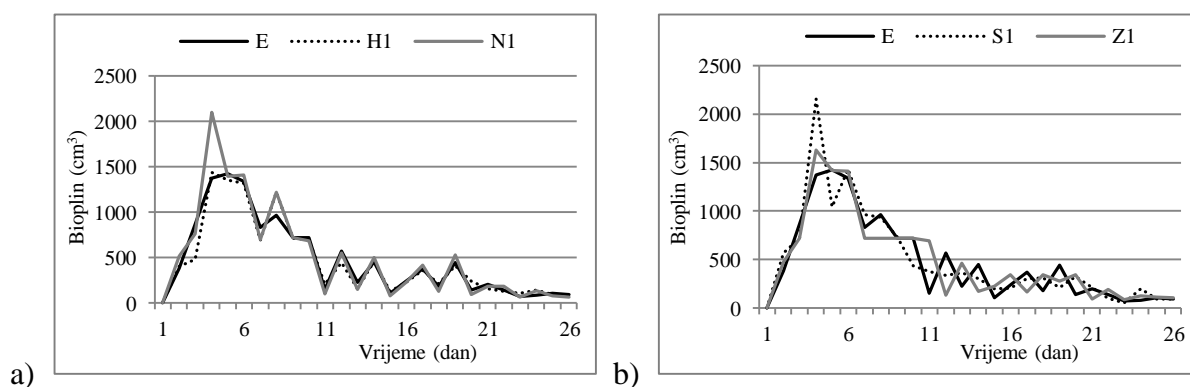 E H1 N1
2500
2000
1500
1000
500
0
Bioplin (cm³)
1 6 11 16 21 26
Vrijeme (dan)
a)
E S1 Z1
2500
2000
1500
1000
500
0
Bioplin (cm³)
1 6 11 16 21 26
Vrijeme (dan)
b)